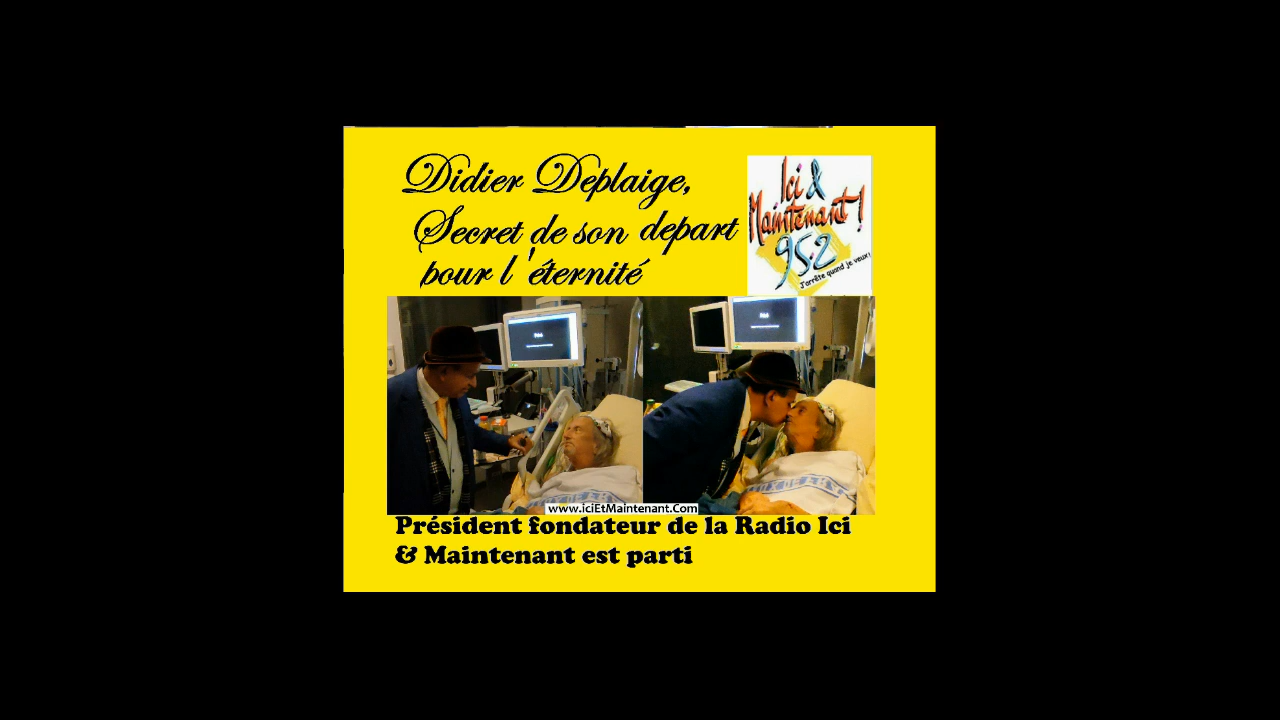 Didier Deplaige,
Secret de son depart
pour l 'éternité
Ici &
Maintenant !
95.2
J'arrête quand je veux!
www.iciEtMaintenant.Com
Président fondateur de la Radio Ici
& Maintenant est parti